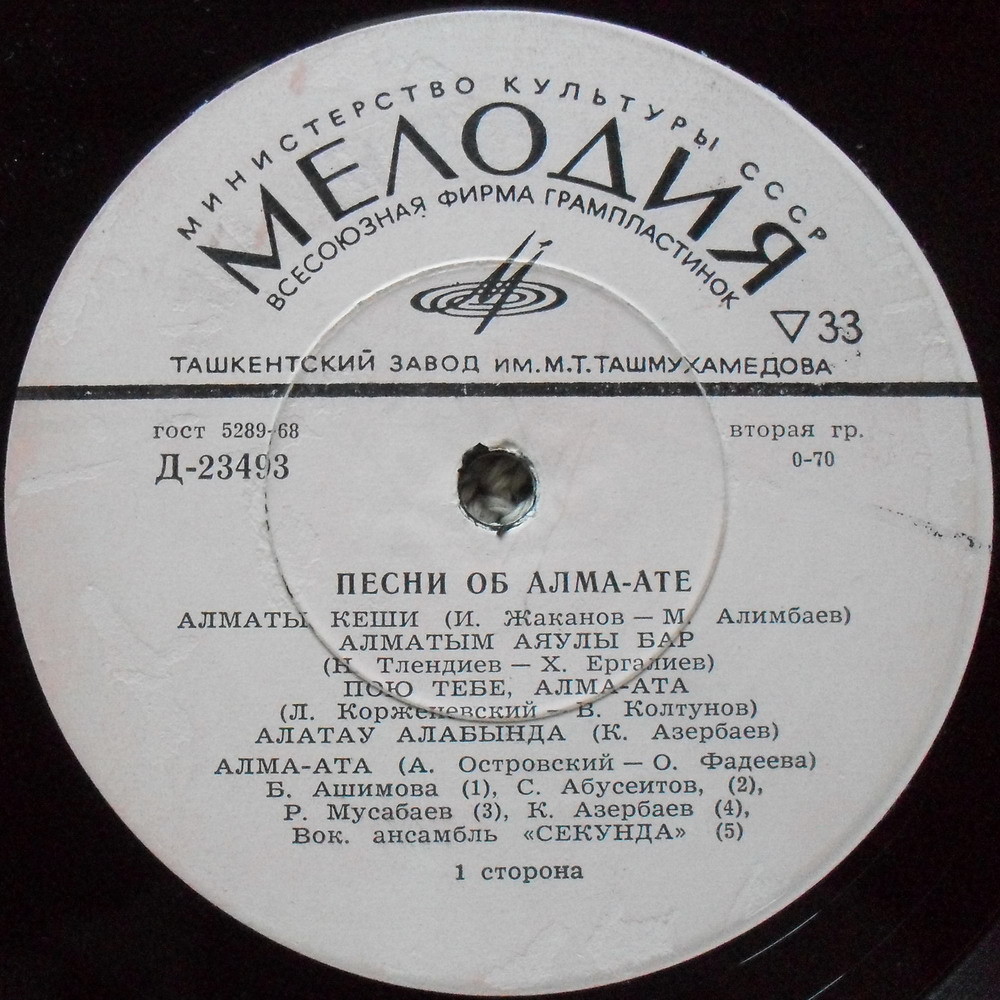 МИНИСТЕРСТВО КУЛЬТУРЫ СССР
МЕЛОДИЯ
ВСЕСОЮЗНАЯ ФИРМА ГРАМПЛАСТИНОК
▽33
ТАШКЕНТСКИЙ ЗАВОД ИМ. М.Т. ТАШМУХАМЕДОВА
гост 5289-68
вторая гр.
Д-23493
0-70
ПЕСНИ ОБ АЛМА-АТЕ
АЛМАТЫ КЕШИ (И. Жаканов — М. Алимбаев)
АЛМАТЫМ АЯУЛЫ БАР
(Н. Тлендиев — Х. Ергалиев)
ПОЮ ТЕБЕ, АЛМА-АТА
(Л. Корженевский — В. Колтунов)
АЛАТАУ АЛАБЫНДА (К. Азербаев)
АЛМА-АТА (А. Островский — О. Фадеева)
Б. Ашимова (1), С. Абусеитов, (2),
Р. Мусабаев (3), К. Азербаев (4),
Вок. ансамбль «СЕКУНДА» (5)
1 сторона